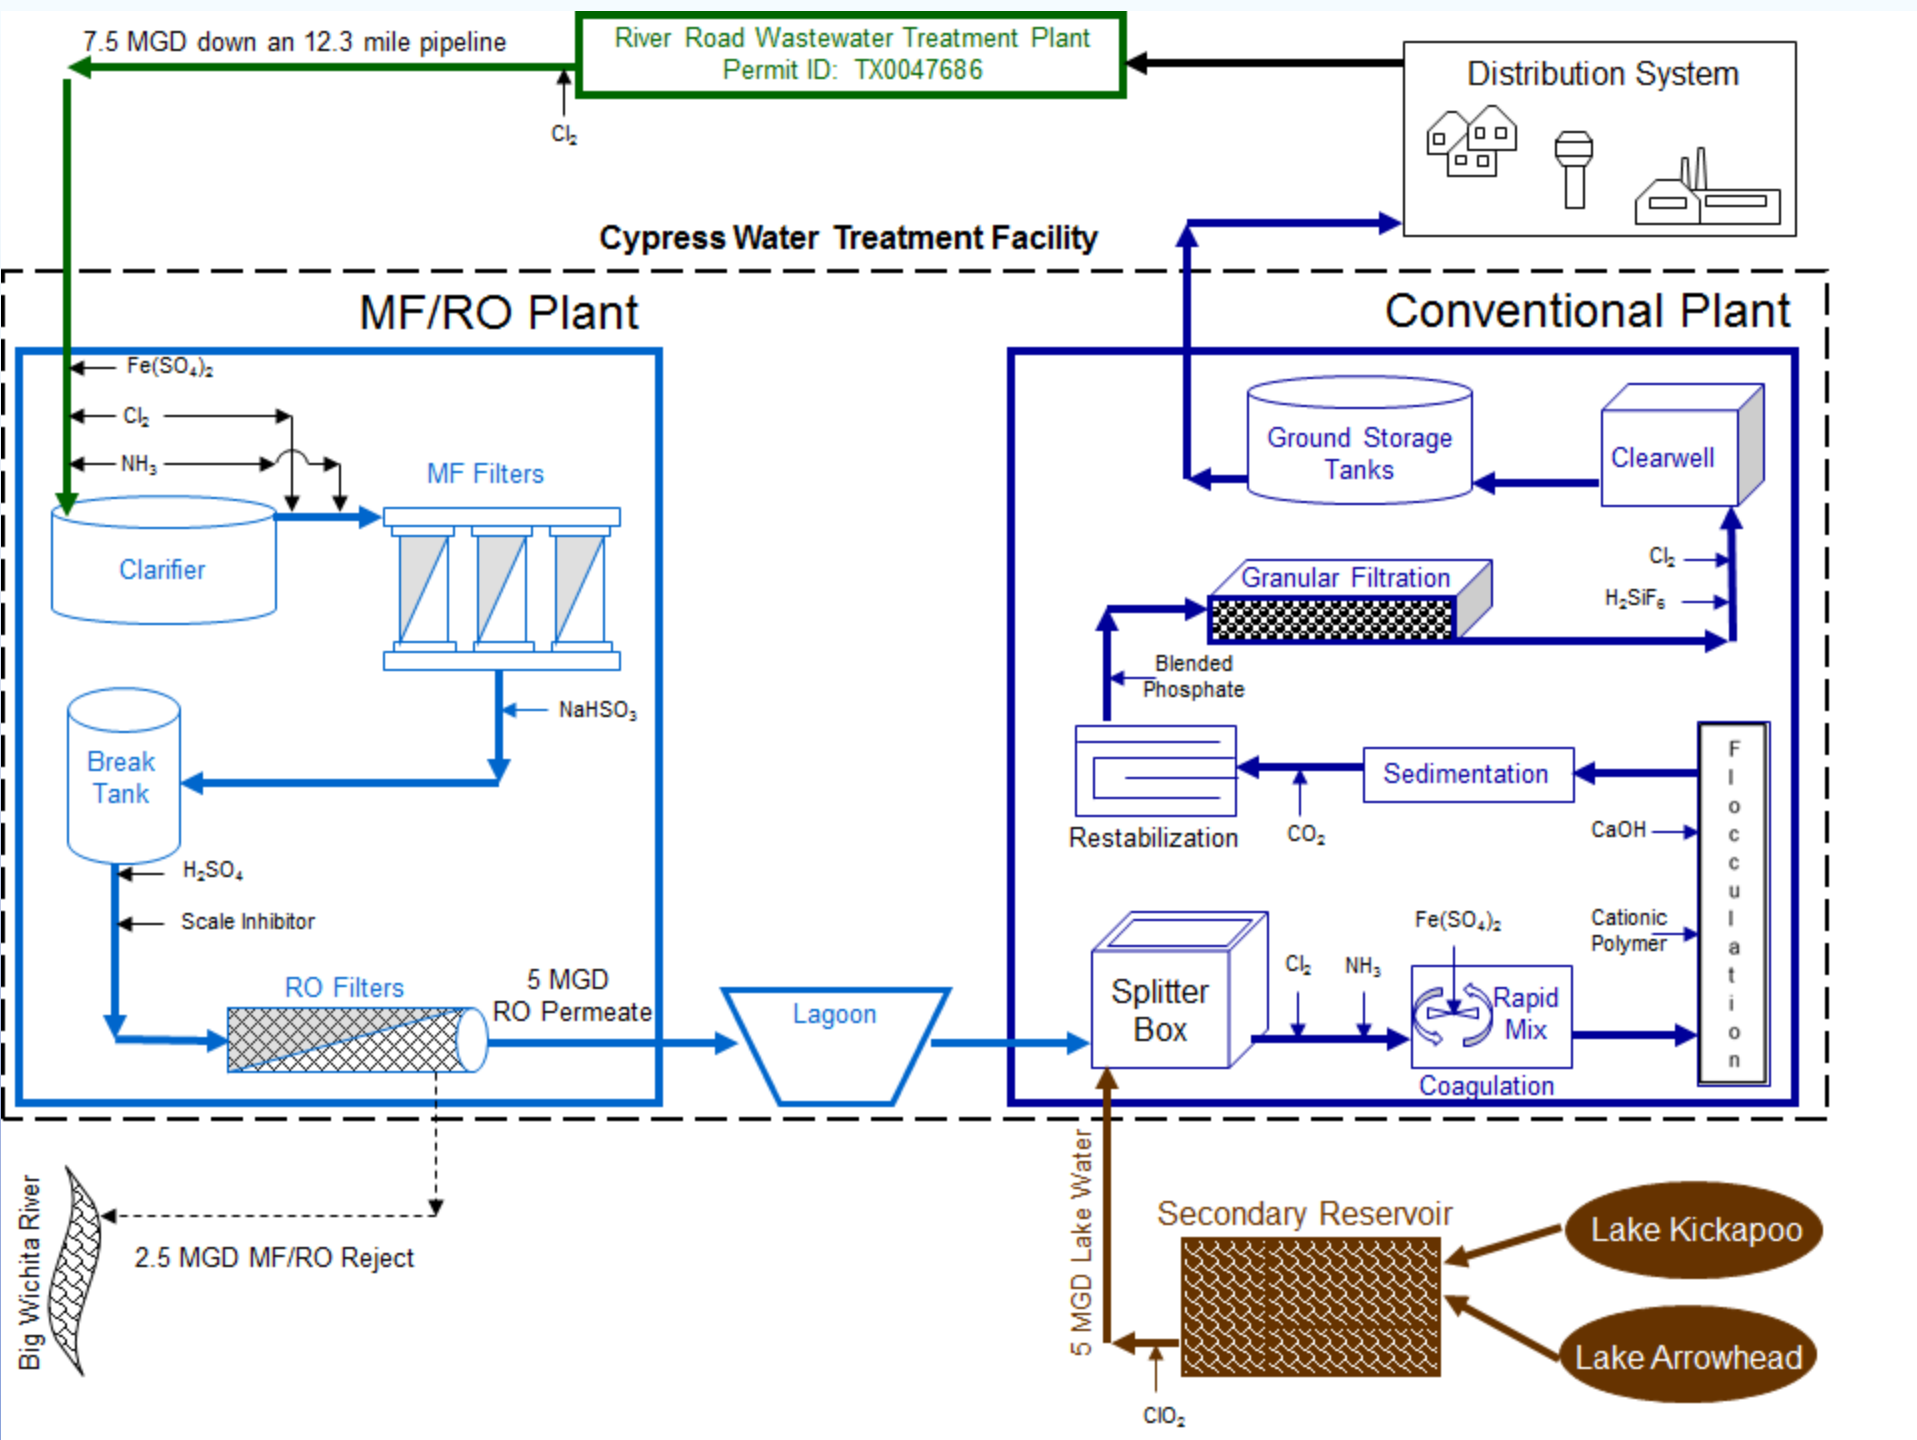 7.5 MGD down an 12.3 mile pipeline
River Road Wastewater Treatment Plant
Permit ID: TX0047686
Distribution System
Cl₂
Cypress Water Treatment Facility
MF/RO Plant
Conventional Plant
Fe(SO₄)₂
Cl₂
NH₃
MF Filters
Clarifier
NaHSO₃
Break
Tank
H₂SO₄
Scale Inhibitor
RO Filters
5 MGD
RO Permeate
Lagoon
Ground Storage
Tanks
Clearwell
Cl₂
H₂SiF₆
Granular Filtration
Blended
Phosphate
Restabilization
CO₂
Sedimentation
Flocculation
CaOH
Cationic
Polymer
Splitter
Box
Cl₂
NH₃
Fe(SO₄)₂
Rapid
Mix
Coagulation
Big Wichita River
2.5 MGD MF/RO Reject
5 MGD Lake Water
Secondary Reservoir
ClO₂
Lake Kickapoo
Lake Arrowhead